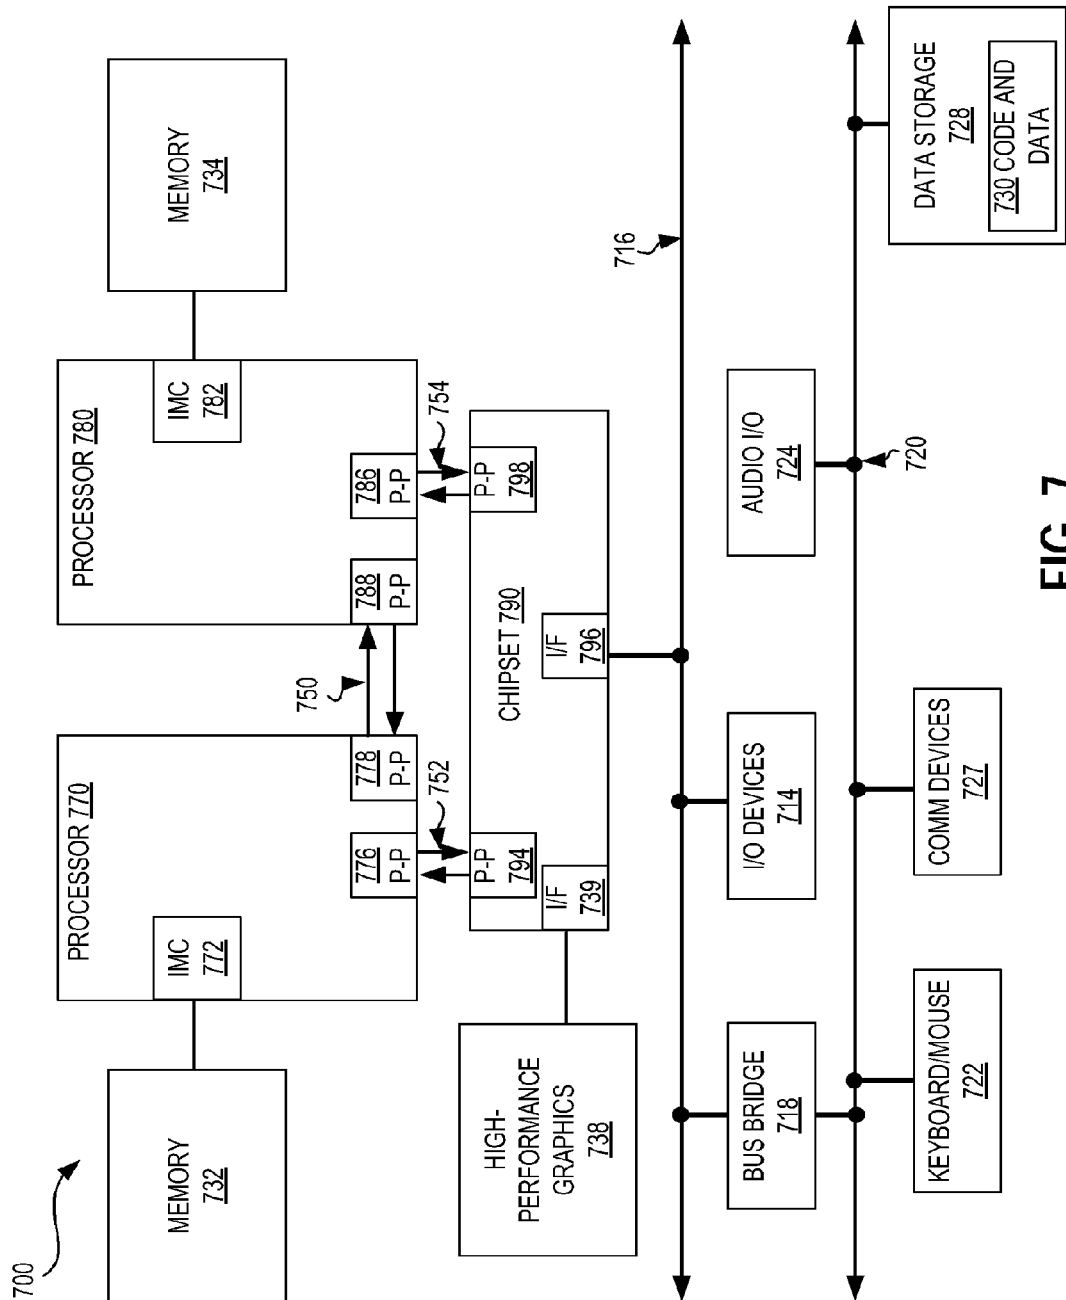 700
MEMORY
732
PROCESSOR 770
IMC
772
776
P-P
778
P-P
750
PROCESSOR 780
IMC
782
788
P-P
786
P-P
MEMORY
734
752
754
HIGH-
PERFORMANCE
GRAPHICS
738
CHIPSET 790
P-P
794
I/F
739
I/F
796
P-P
798
716
BUS BRIDGE
718
I/O DEVICES
714
AUDIO I/O
724
720
KEYBOARD/MOUSE
722
COMM DEVICES
727
DATA STORAGE
728
730 CODE AND
DATA
FIG. 7